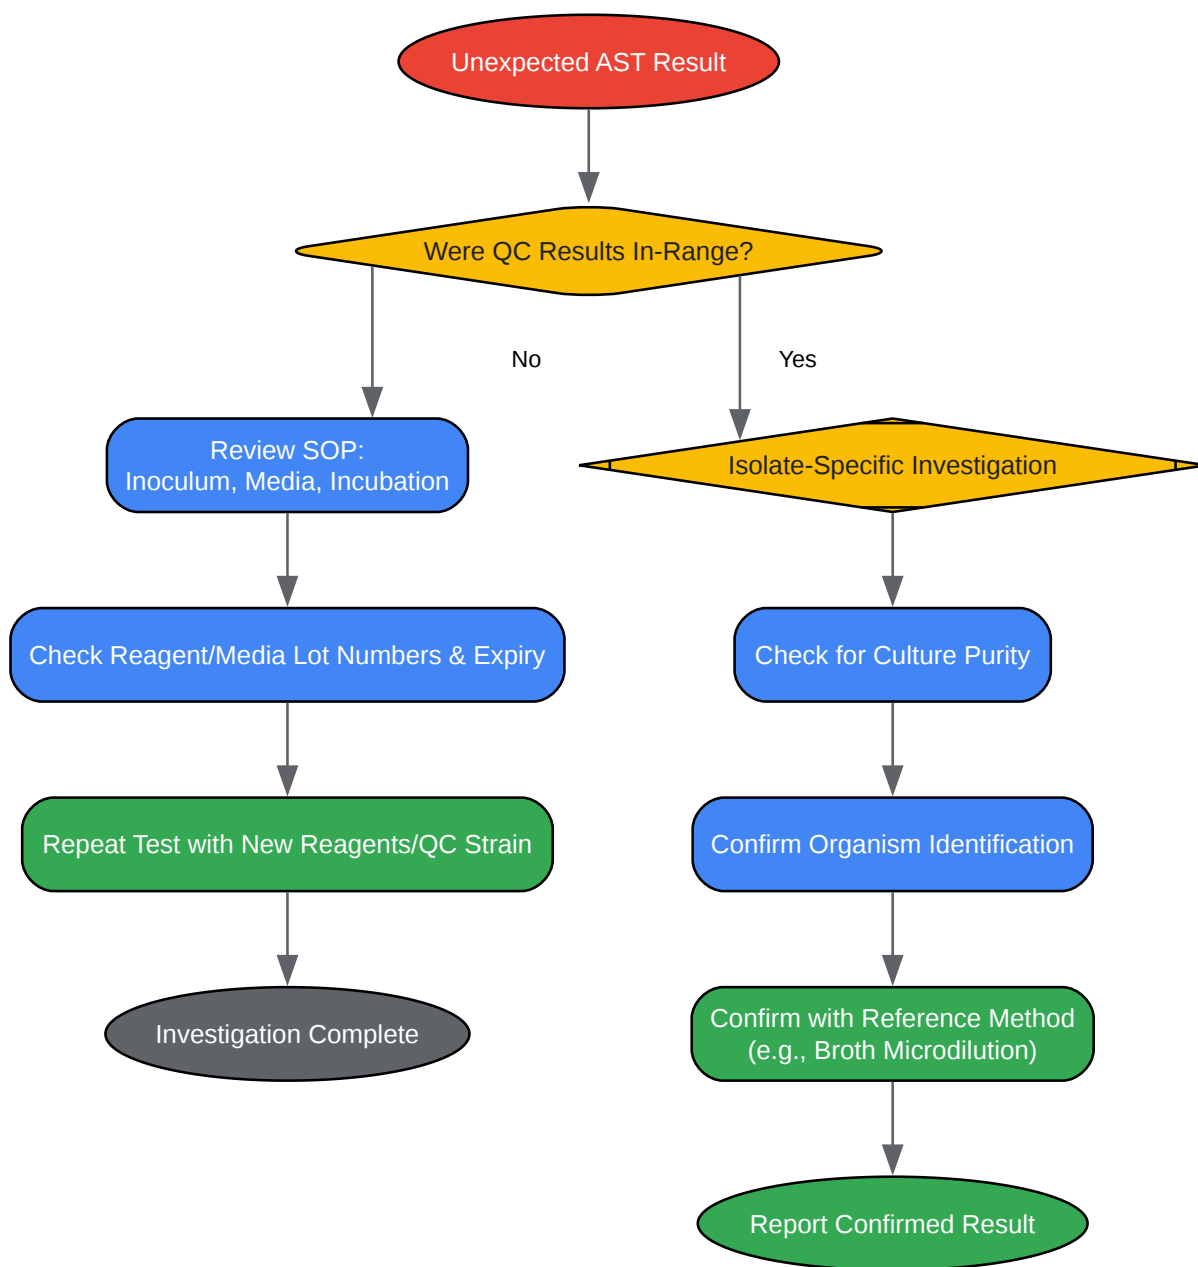 Unexpected AST Result
Were QC Results In-Range?
No
Yes
Review SOP:
Inoculum, Media, Incubation
Isolate-Specific Investigation
Check Reagent/Media Lot Numbers & Expiry
Check for Culture Purity
Repeat Test with New Reagents/QC Strain
Confirm Organism Identification
Investigation Complete
Confirm with Reference Method
(e.g., Broth Microdilution)
Report Confirmed Result